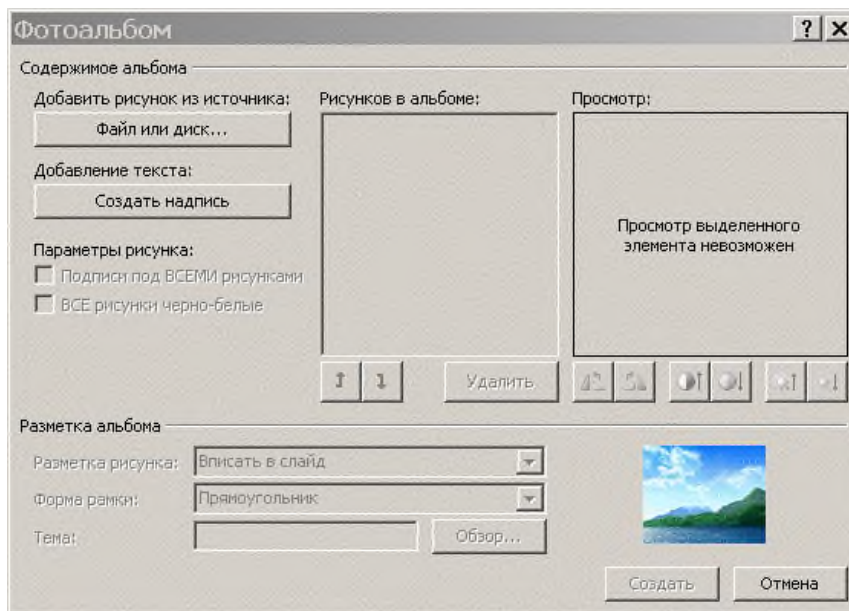 Фотоальбом
Содержимое альбома
Добавить рисунок из источника:
Файл или диск...
Добавление текста:
Создать надпись
Параметры рисунка:
Подписи под ВСЕМИ рисунками
ВСЕ рисунки черно-белые
Рисунков в альбоме:
Удалить
Просмотр:
Просмотр выделенного
элемента невозможен
Разметка альбома
Разметка рисунка: Вписать в слайд
Форма рамки: Прямоугольник
Тема: Обзор...
Создать Отмена